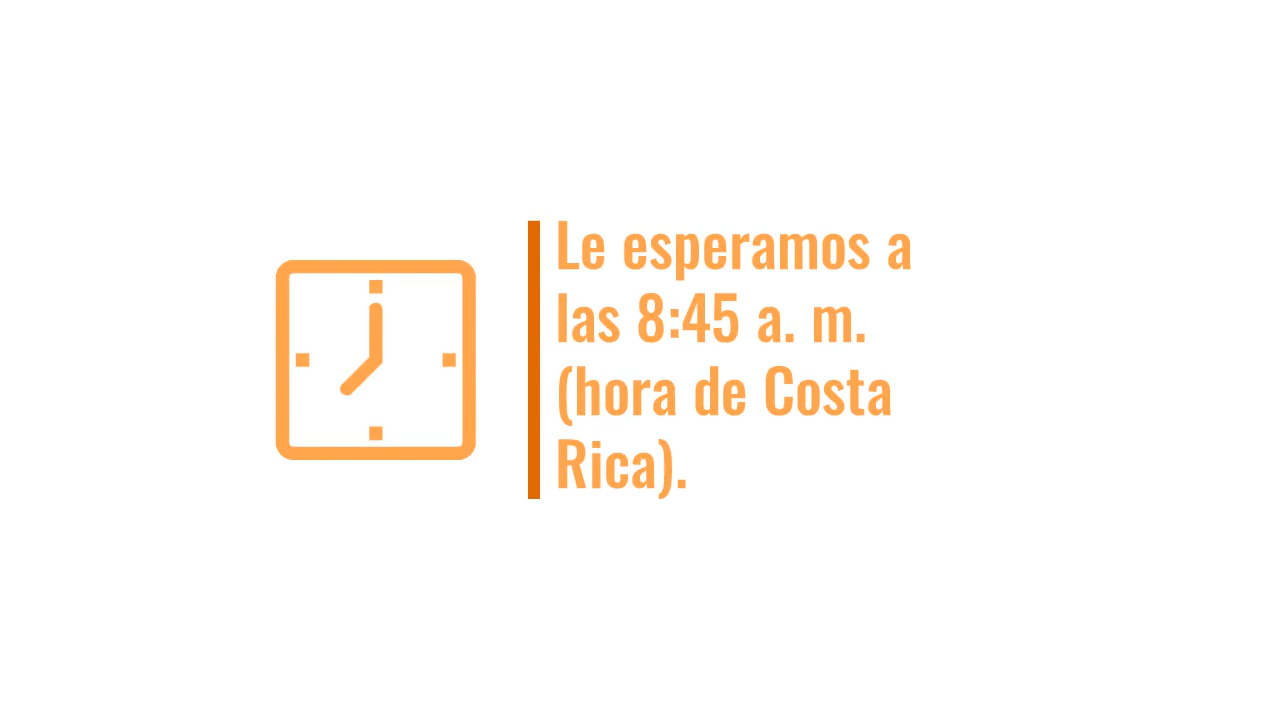 Le esperamos a
las 8:45 a. m.
(hora de Costa
Rica).